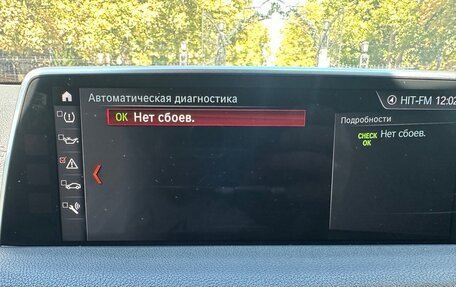 Автоматическая диагностика
HIT-FM 12:02
OK Нет сбоев.
Подробности
CHECK OK Нет сбоев.